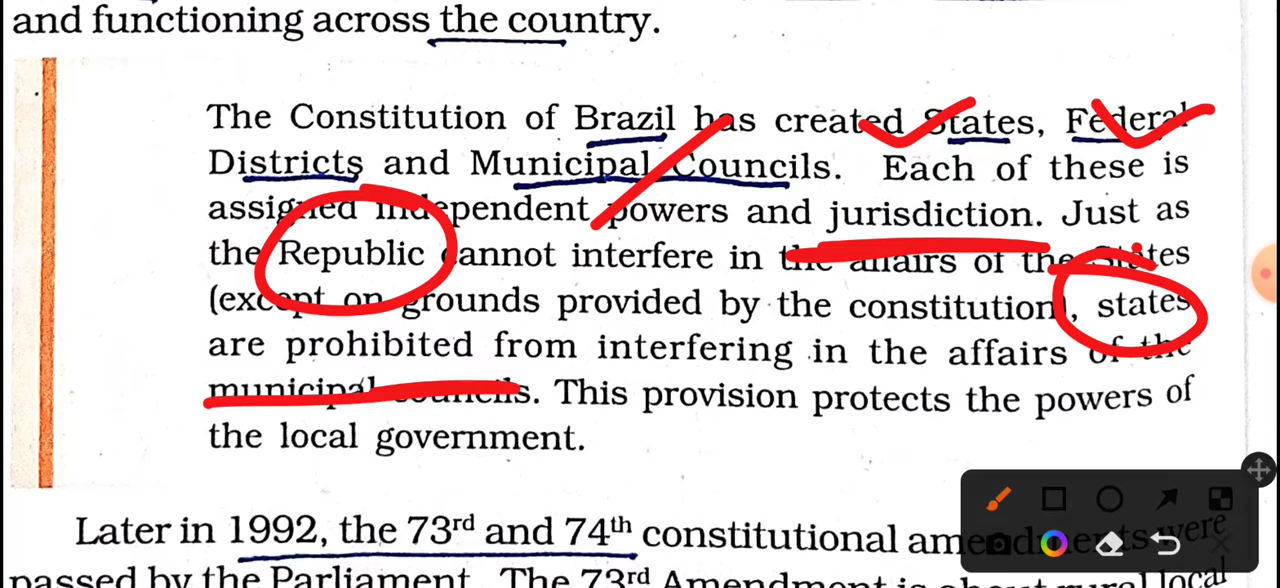 and functioning across the country.
The Constitution of Brazil has created States, Federal
Districts and Municipal Councils. Each of these is
assigned independent powers and jurisdiction. Just as
the Republic cannot interfere in the affairs of the States
(except on grounds provided by the constitution), states
are prohibited from interfering in the affairs of the
municipal councils. This provision protects the powers of
the local government.
Later in 1992, the 73rd and 74th constitutional amendments were
passed by the Parliament. The 73rd Amendment is about rural local